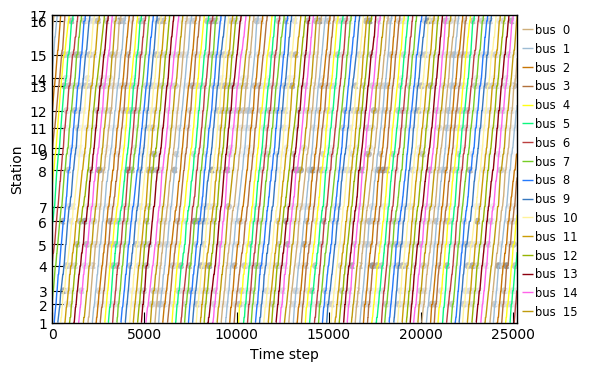 17
16
15
14
13
12
11
10
9
8
7
6
5
4
3
2
1
Station
0 5000 10000 15000 20000 25000
Time step
bus 0
bus 1
bus 2
bus 3
bus 4
bus 5
bus 6
bus 7
bus 8
bus 9
bus 10
bus 11
bus 12
bus 13
bus 14
bus 15